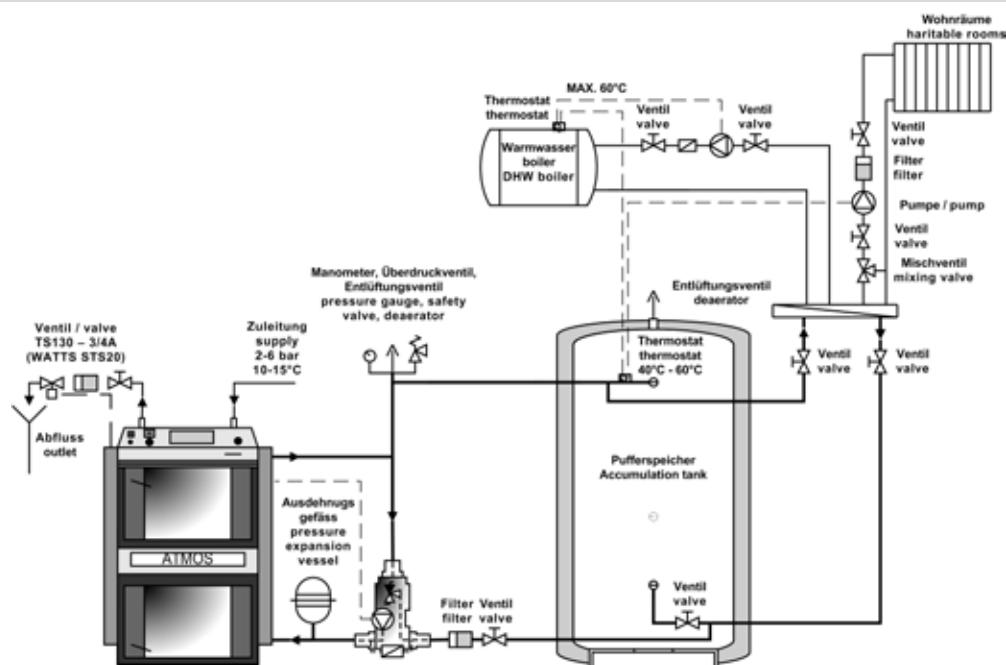 Wohnräume
haritable rooms
MAX. 60°C
Thermostat
thermostat
Ventil
valve
Ventil
valve
Warmwasser
boiler
DHW boiler
Ventil
valve
Filter
filter
Pumpe / pump
Ventil
valve
Mischventil
mixing valve
Manometer, Überdruckventil,
Entlüftungsventil
pressure gauge, safety
valve, deaerator
Entlüftungsventil
deaerator
Ventil / valve
TS130 – 3/4A
(WATTS STS20)
Zuleitung
supply
2-6 bar
10-15°C
Thermostat
thermostat
40°C - 60°C
Ventil
valve
Ventil
valve
Abfluss
outlet
Pufferspeicher
Accumulation tank
Ausdehnugs
gefäss
pressure
expansion
vessel
ATMOS
Filter
filter
Ventil
valve
Ventil
valve